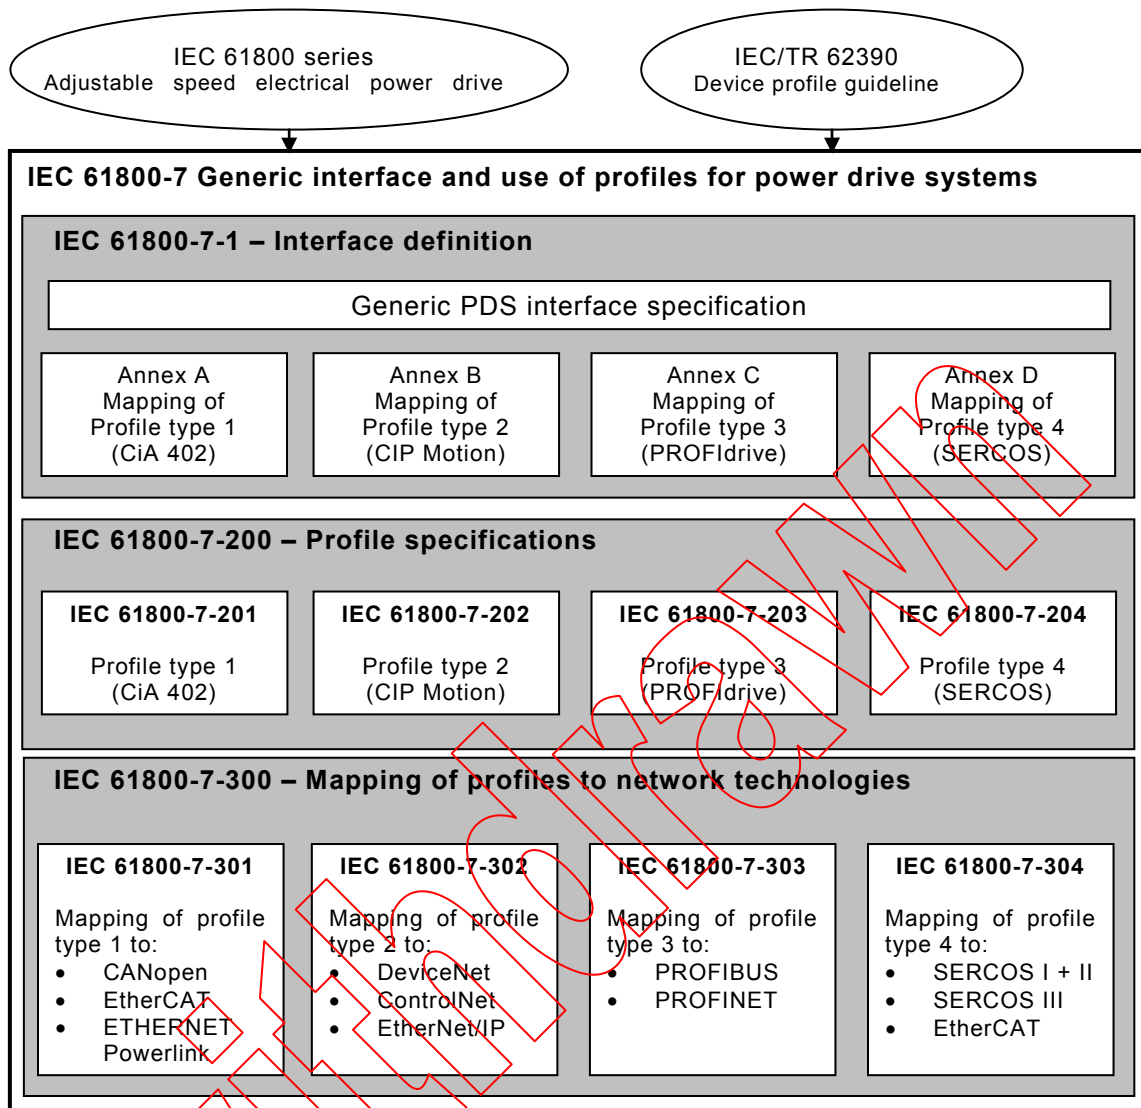 IEC 61800 series
Adjustable speed electrical power drive
IEC/TR 62390
Device profile guideline
IEC 61800-7 Generic interface and use of profiles for power drive systems
IEC 61800-7-1 – Interface definition
Generic PDS interface specification
Annex A
Mapping of
Profile type 1
(CiA 402)
Annex B
Mapping of
Profile type 2
(CIP Motion)
Annex C
Mapping of
Profile type 3
(PROFIdrive)
Annex D
Mapping of
Profile type 4
(SERCOS)
IEC 61800-7-200 – Profile specifications
IEC 61800-7-201
Profile type 1
(CiA 402)
IEC 61800-7-202
Profile type 2
(CIP Motion)
IEC 61800-7-203
Profile type 3
(PROFIdrive)
IEC 61800-7-204
Profile type 4
(SERCOS)
IEC 61800-7-300 – Mapping of profiles to network technologies
IEC 61800-7-301
Mapping of profile
type 1 to:
• CANopen
• EtherCAT
• ETHERNET
Powerlink
IEC 61800-7-302
Mapping of profile
type 2 to:
• DeviceNet
• ControlNet
• EtherNet/IP
IEC 61800-7-303
Mapping of profile
type 3 to:
• PROFIBUS
• PROFINET
IEC 61800-7-304
Mapping of profile
type 4 to:
• SERCOS I + II
• SERCOS III
• EtherCAT